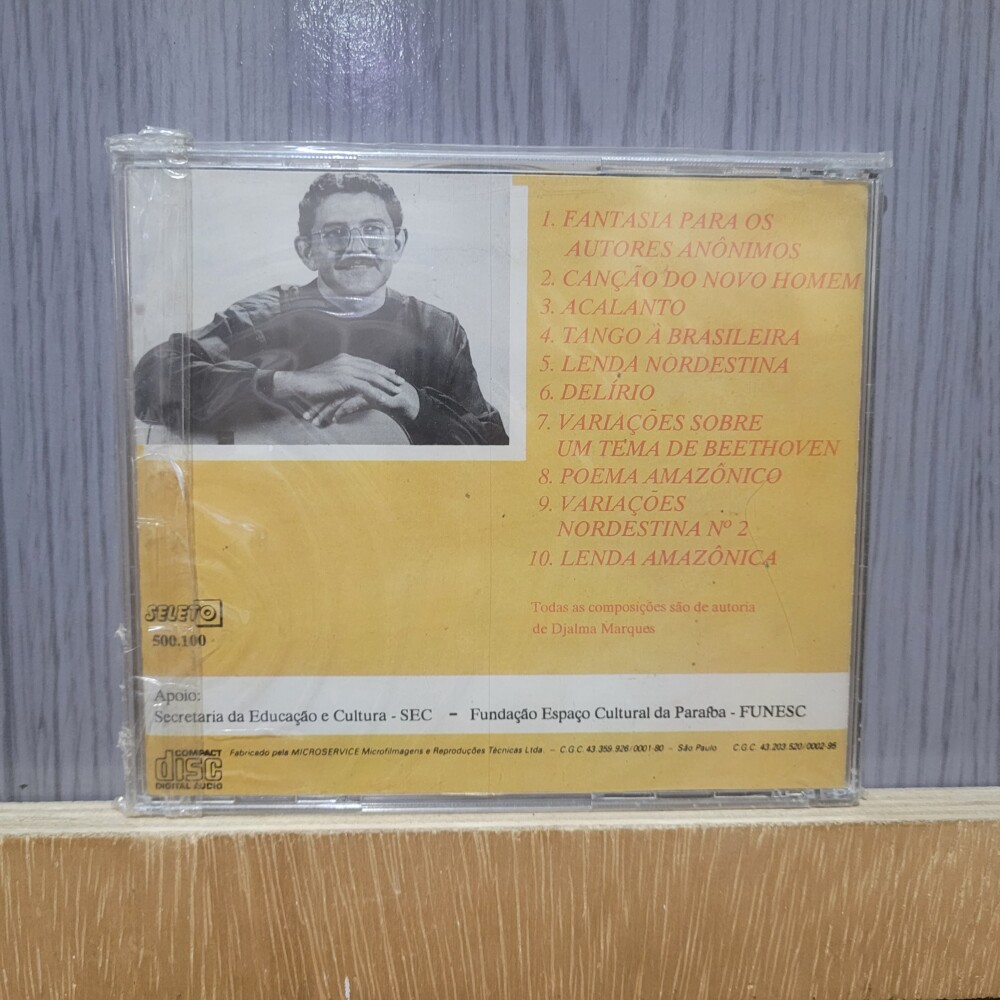 1. FANTASIA PARA OS
AUTORES ANÔNIMOS
2. CANÇÃO DO NOVO HOMEM
3. ACALANTO
4. TANGO À BRASILEIRA
5. LENDA NORDESTINA
6. DELÍRIO
7. VARIAÇÕES SOBRE
UM TEMA DE BEETHOVEN
8. POEMA AMAZÔNICO
9. VARIAÇÕES
NORDESTINA Nº 2
10. LENDA AMAZÔNICA
Todas as composições são de autoria
de Djalma Marques
SELETO
500.100
Apoio:
Secretaria da Educação e Cultura - SEC - Fundação Espaço Cultural da Paraíba - FUNESC
COMPACT
disc
DIGITAL AUDIO
Fabricado pela MICROSERVICE Microfilmagens e Reproduções Técnicas Ltda. - C.G.C. 43.359.926/0001-80 - São Paulo C.G.C. 43.203.520/0002-95